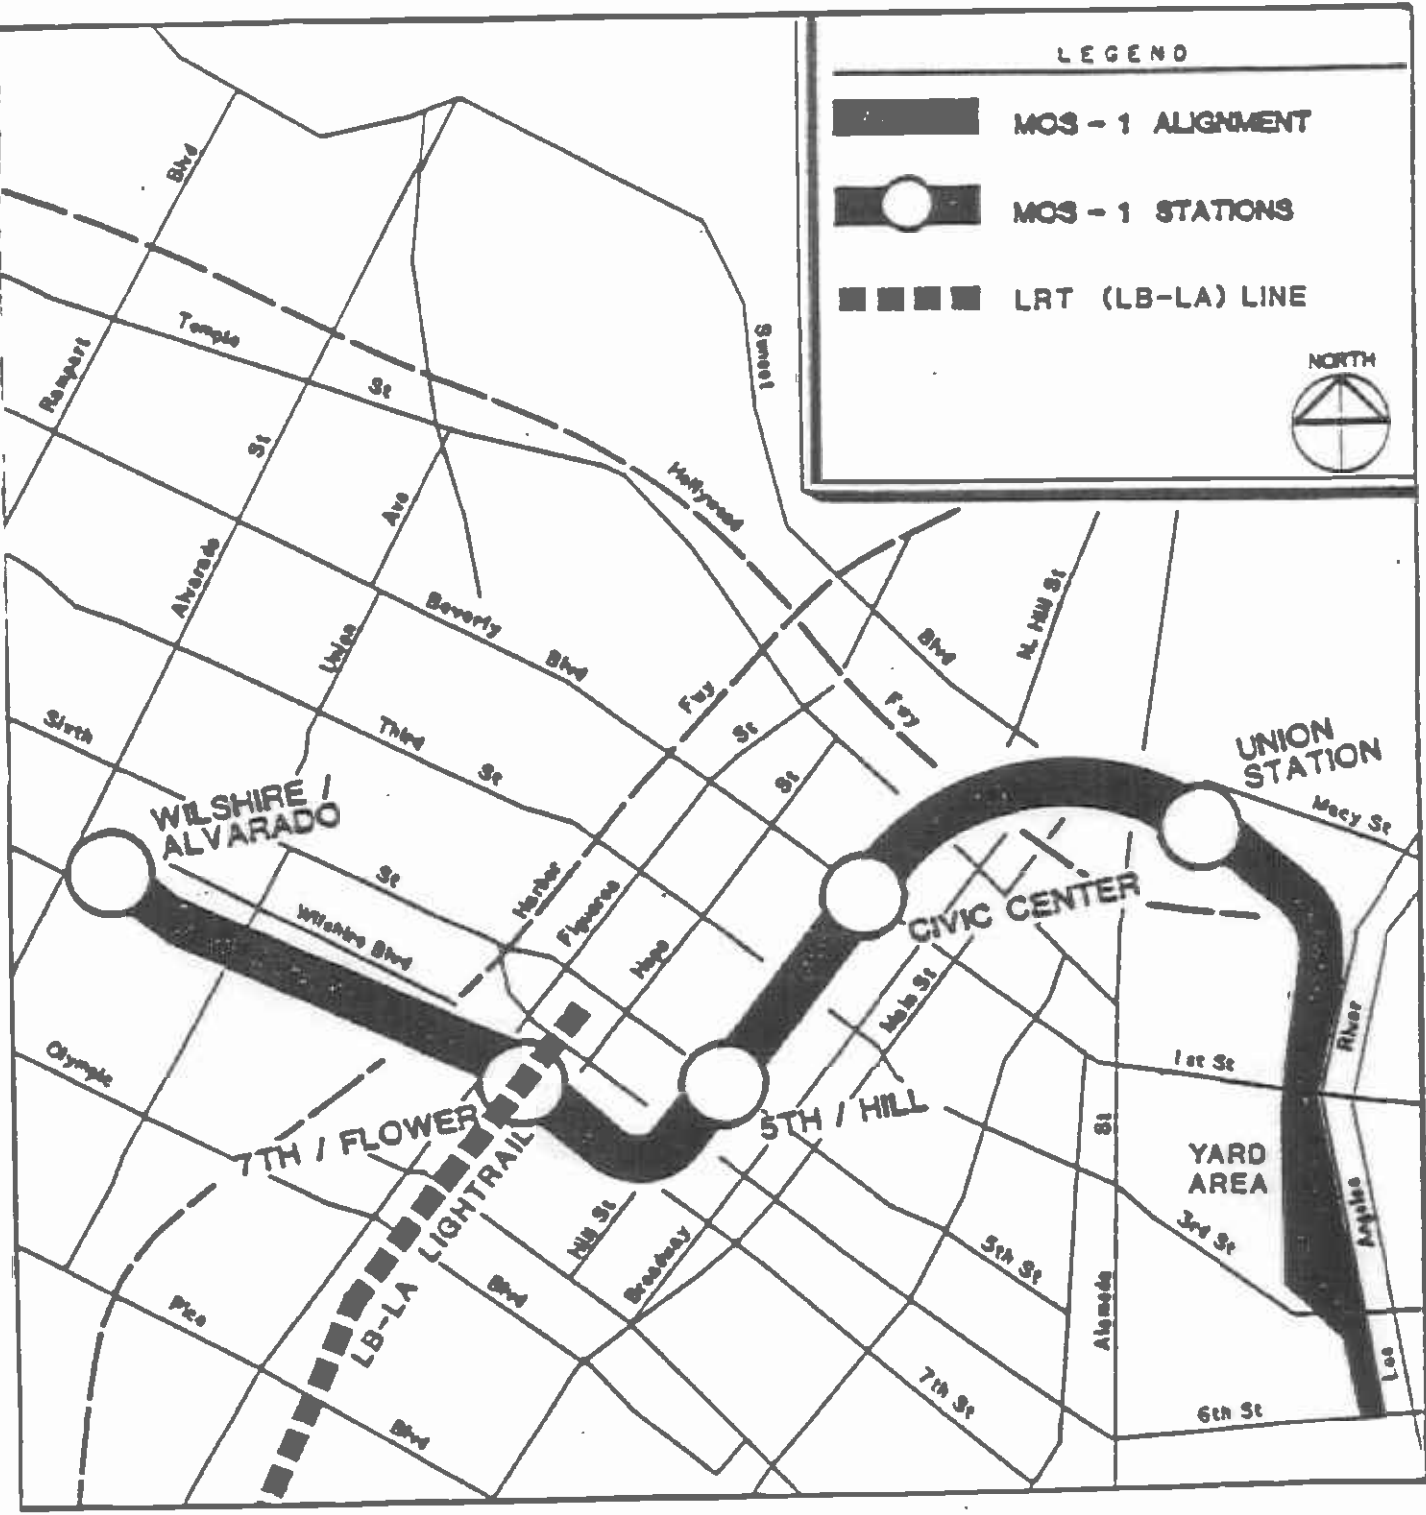 LEGEND
MOS - 1 ALIGNMENT
MOS - 1 STATIONS
LRT (LB-LA) LINE
NORTH
Blvd
Rampart
Temple
St
St
Alvarado
Ave
Union
Sunset
Blvd
Hollywood
Fwy
N. Hill St
Beverly
Blvd
Fwy
Harbor
Sixth
St
Third
St
St
Figueroa
St
Hope
UNION
STATION
Macy St
WILSHIRE /
ALVARADO
Wilshire Blvd
CIVIC CENTER
Main St
River
1st St
Olympic
Blvd
7TH / FLOWER
5TH / HILL
LB-LA LIGHTRAIL
YARD
AREA
St
Alameda
Angeles
Los
3rd St
5th St
Hill St
Broadway
Pico
Blvd
7th St
6th St